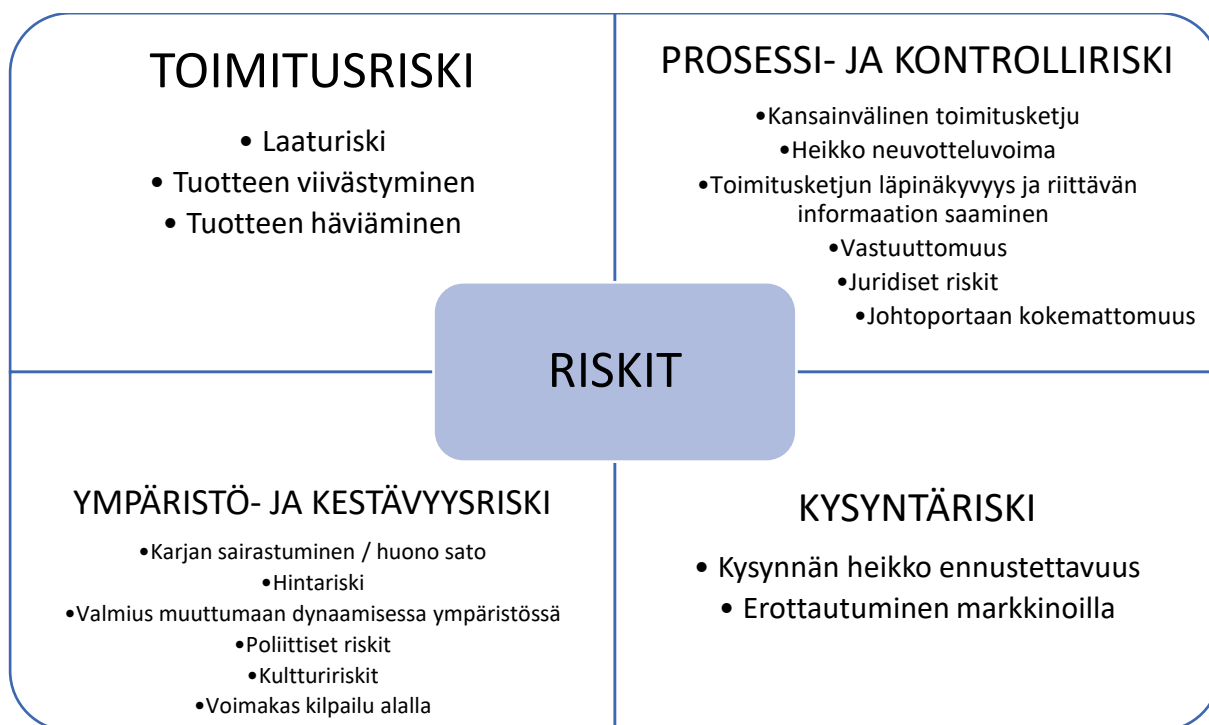 TOIMITUSRISKI
• Laaturiski
• Tuotteen viivästyminen
• Tuotteen häviäminen
PROSESSI- JA KONTROLLIRISKI
•Kansainvälinen toimitusketju
•Heikko neuvotteluvoima
•Toimitusketjun läpinäkyvyys ja riittävän
informaation saaminen
•Vastuuttomuus
•Juridiset riskit
•Johtoportaan kokemattomuus
RISKIT
YMPÄRISTÖ- JA KESTÄVYYSRISKI
•Karjan sairastuminen / huono sato
•Hintariski
•Valmius muuttumaan dynaamisessa ympäristössä
•Poliittiset riskit
•Kulttuririskit
•Voimakas kilpailu alalla
KYSYNTÄRISKI
• Kysynnän heikko ennustettavuus
• Erottautuminen markkinoilla